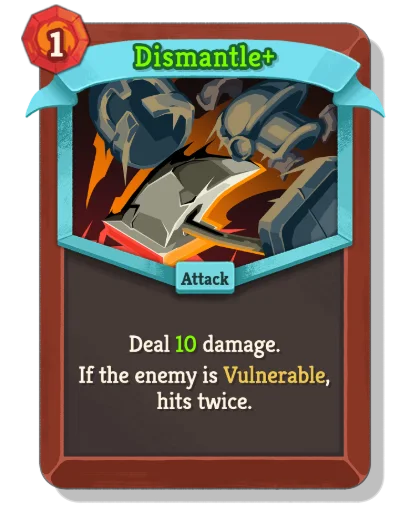 1
Dismantle+
Attack
Deal 10 damage.
If the enemy is Vulnerable,
hits twice.